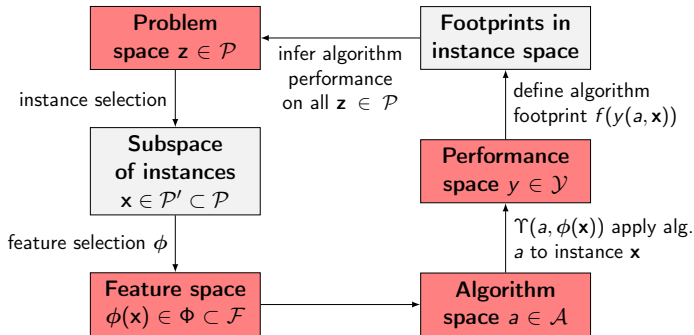 Problem
space z ∈ P
Footprints in
instance space
infer algorithm
performance
on all z ∈ P
instance selection
define algorithm
footprint f(y(a, x))
Subspace
of instances
x ∈ P′ ⊂ P
Performance
space y ∈ Y
feature selection ϕ
ϒ(a, ϕ(x)) apply alg.
a to instance x
Feature space
ϕ(x) ∈ Φ ⊂ F
Algorithm
space a ∈ A